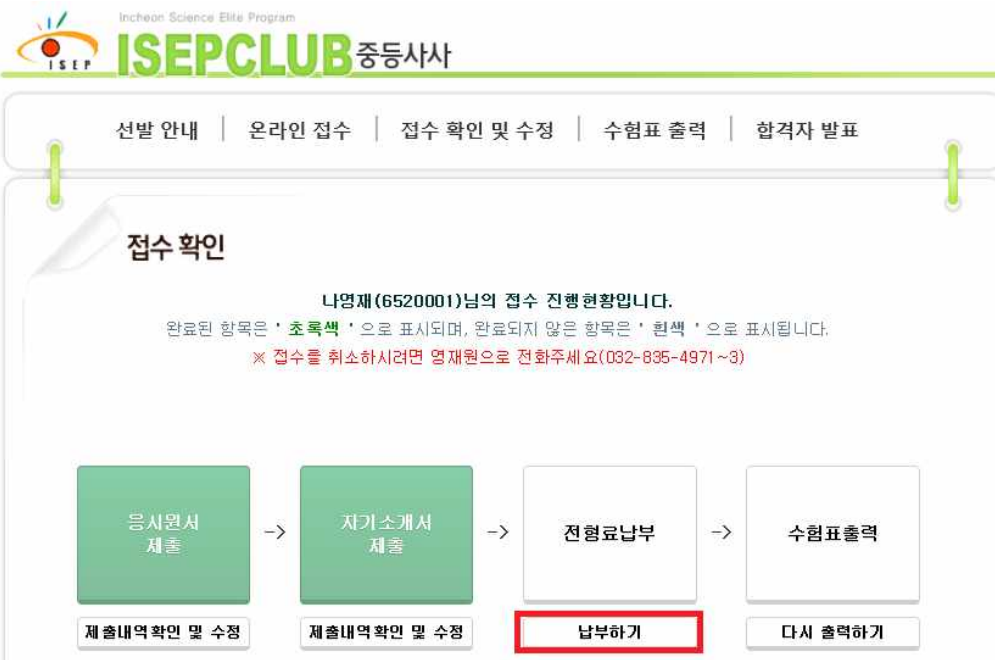 Incheon Science Elite Program
ISEP
ISEPCLUB 중등사사
선발 안내 | 온라인 접수 | 접수 확인 및 수정 | 수험표 출력 | 합격자 발표
접수 확인
나영재(6520001)님의 접수 진행현황입니다.
완료된 항목은 ' 초록색 ' 으로 표시되며, 완료되지 않은 항목은 ' 흰색 ' 으로 표시됩니다.
※ 접수를 취소하시려면 영재원으로 전화주세요(032-835-4971~3)
응시원서
제출
->
자기소개서
제출
->
전형료납부
->
수험표출력
제출내역확인 및 수정
제출내역확인 및 수정
납부하기
다시 출력하기